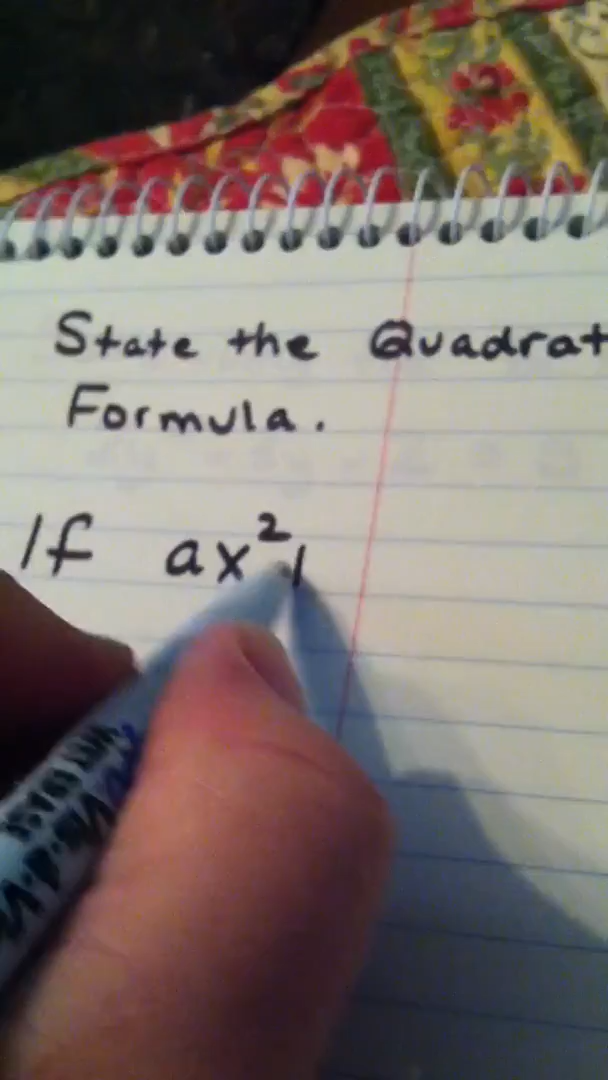 State the Quadrat
Formula.
If ax²